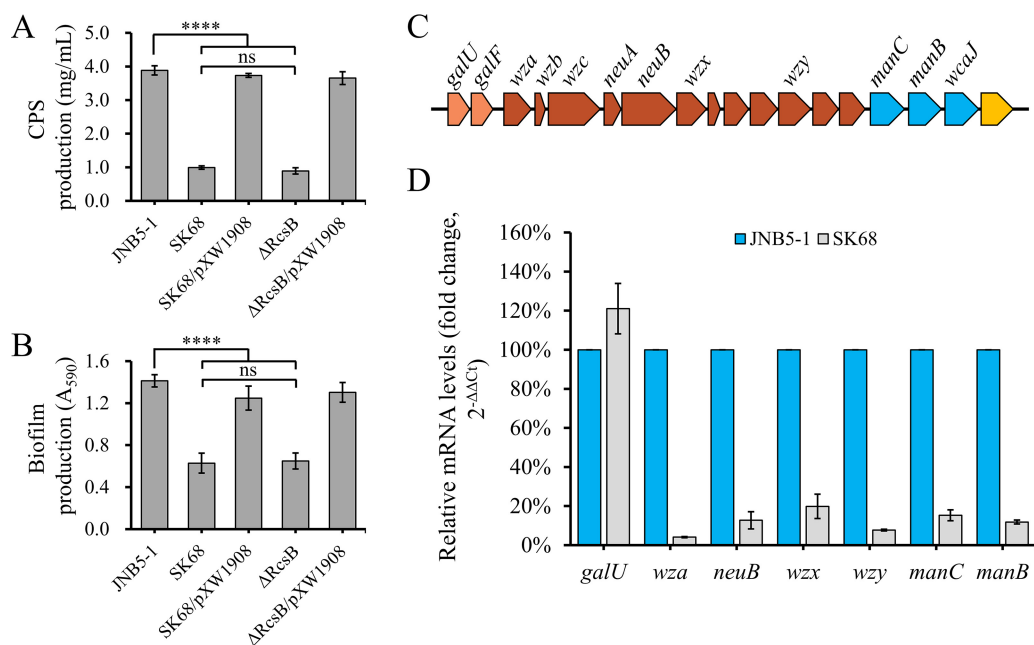 A
CPS
production (mg/mL)
5.0
4.0
3.0
2.0
1.0
0.0
****
ns
JNB5-1
SK68
SK68/pXW1908
ΔRcsB
ΔRcsB/pXW1908
B
Biofilm
production (A590)
1.6
1.2
0.8
0.4
0.0
****
ns
JNB5-1
SK68
SK68/pXW1908
ΔRcsB
ΔRcsB/pXW1908
C
galU galF wza wzb wzc neuA neuB wzx wzy manC manB wcaJ
D
Relative mRNA levels (fold change,
2-ΔΔCt)
160%
140%
120%
100%
80%
60%
40%
20%
0%
JNB5-1 SK68
galU wza neuB wzx wzy manC manB